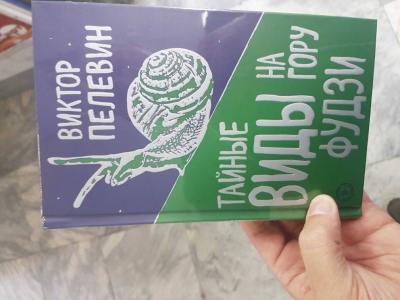 ВИКТОР
ПЕЛЕВИН
ТАЙНЫЕ
ВИДЫ
НА
ГОРУ
ФУДЗИ